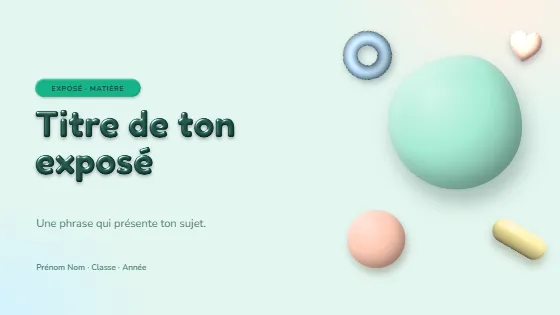 EXPOSÉ · MATIÈRE
Titre de ton
exposé
Une phrase qui présente ton sujet.
Prénom Nom · Classe · Année